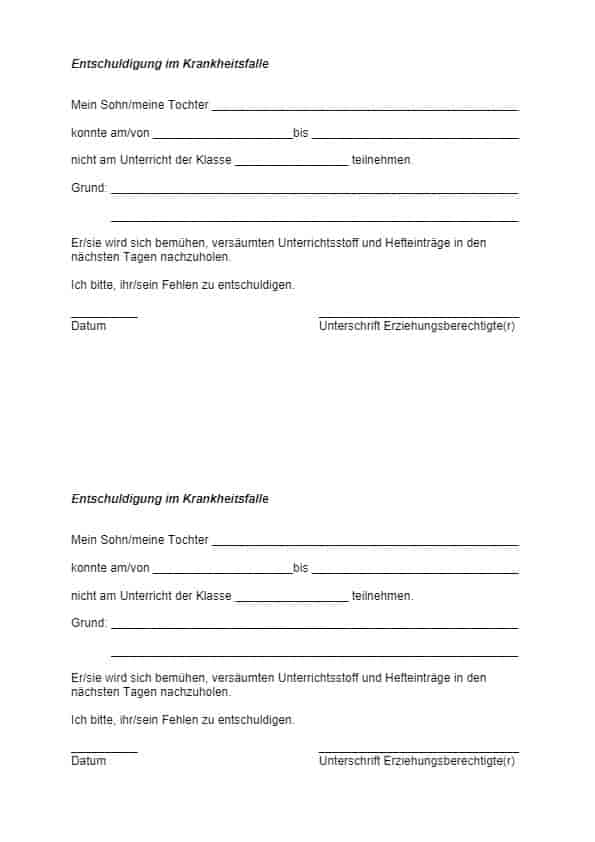 Entschuldigung im Krankheitsfalle
Mein Sohn/meine Tochter ______________________________________________
konnte am/von _____________________bis _______________________________
nicht am Unterricht der Klasse _________________ teilnehmen.
Grund: _____________________________________________________________
_____________________________________________________________
Er/sie wird sich bemühen, versäumten Unterrichtsstoff und Hefteinträge in den
nächsten Tagen nachzuholen.
Ich bitte, ihr/sein Fehlen zu entschuldigen.
__________ ______________________________
Datum Unterschrift Erziehungsberechtigte(r)
Entschuldigung im Krankheitsfalle
Mein Sohn/meine Tochter ______________________________________________
konnte am/von _____________________bis _______________________________
nicht am Unterricht der Klasse _________________ teilnehmen.
Grund: _____________________________________________________________
_____________________________________________________________
Er/sie wird sich bemühen, versäumten Unterrichtsstoff und Hefteinträge in den
nächsten Tagen nachzuholen.
Ich bitte, ihr/sein Fehlen zu entschuldigen.
__________ ______________________________
Datum Unterschrift Erziehungsberechtigte(r)